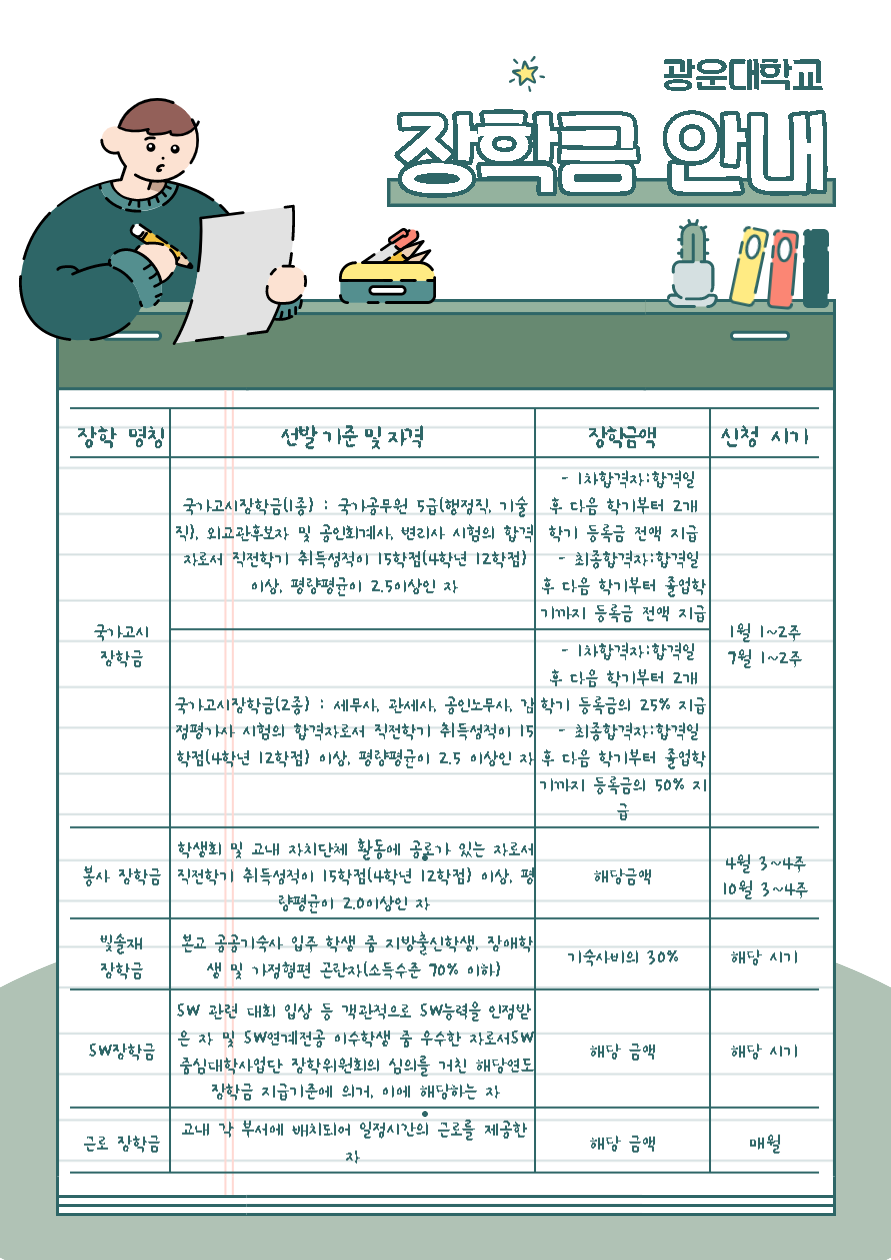 광운대학교
장학금 안내
장학 명칭
선발 기준 및 자격
장학금액
신청 시기
국가고시
장학금
국가고시장학금(1종) : 국가공무원 5급(행정직, 기술
직), 외교관후보자 및 공인회계사, 변리사 시험의 합격
자로서 직전학기 취득성적이 15학점(4학년 12학점)
이상, 평량평균이 2.5이상인 자
- 1차합격자:합격일
후 다음 학기부터 2개
학기 등록금 전액 지급
- 최종합격자:합격일
후 다음 학기부터 졸업학
기까지 등록금 전액 지급
1월 1~2주
7월 1~2주
국가고시장학금(2종) : 세무사, 관세사, 공인노무사, 감
정평가사 시험의 합격자로서 직전학기 취득성적이 15
학점(4학년 12학점) 이상, 평량평균이 2.5 이상인 자
- 1차합격자:합격일
후 다음 학기부터 2개
학기 등록금의 25% 지급
- 최종합격자:합격일
후 다음 학기부터 졸업학
기까지 등록금의 50% 지
급
봉사 장학금
학생회 및 교내 자치단체 활동에 공로가 있는 자로서
직전학기 취득성적이 15학점(4학년 12학점) 이상, 평
량평균이 2.0이상인 자
해당금액
4월 3~4주
10월 3~4주
빛솔재
장학금
본교 공공기숙사 입주 학생 중 지방출신학생, 장애학
생 및 가정형편 곤란자(소득수준 70% 이하)
기숙사비의 30%
해당 시기
SW장학금
SW 관련 대회 입상 등 객관적으로 SW능력을 인정받
은 자 및 SW연계전공 이수학생 중 우수한 자로서SW
중심대학사업단 장학위원회의 심의를 거친 해당연도
장학금 지급기준에 의거, 이에 해당하는 자
해당 금액
해당 시기
근로 장학금
교내 각 부서에 배치되어 일정시간의 근로를 제공한
자
해당 금액
매월